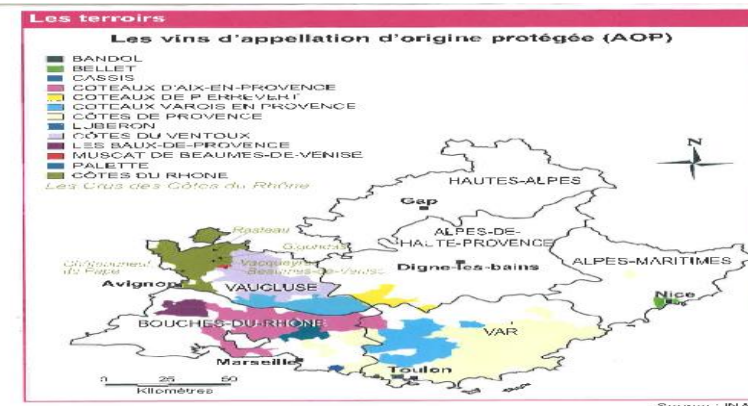 Les terroirs
Les vins d'appellation d'origine protégée (AOP)
BANDOL
BELLET
CASSIS
COTEAUX D'AIX-EN-PROVENCE
COTEAUX DE PIERREVERT
COTEAUX VAROIS EN PROVENCE
CÔTES DE PROVENCE
LUBERON
CÔTES DU VENTOUX
LES BAUX-DE-PROVENCE
MUSCAT DE BEAUMES-DE-VENISE
PALETTE
CÔTES DU RHONE
Les Crus des Côtes du Rhône
N
HAUTES-ALPES
Gap
Rasteau
ALPES-DE-
HAUTE-PROVENCE
Gigondas
ALPES-MARITIMES
Châteauneuf
du Pape
Vacqueyras
Beaumes-de-Venise
Digne-les-bains
Avignon
VAUCLUSE
Nice
BOUCHES-DU-RHÔNE
VAR
Marseille
Toulon
0 25 50
Kilomètres